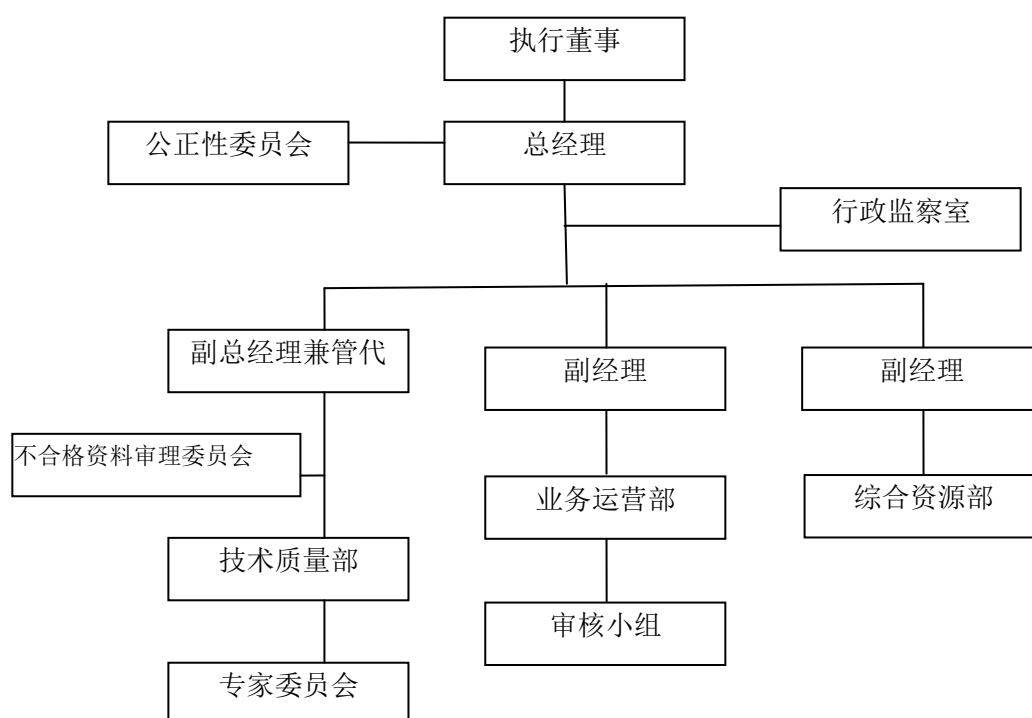 执行董事
公正性委员会
总经理
行政监察室
副总经理兼管代
副经理
副经理
不合格资料审理委员会
业务运营部
综合资源部
技术质量部
审核小组
专家委员会